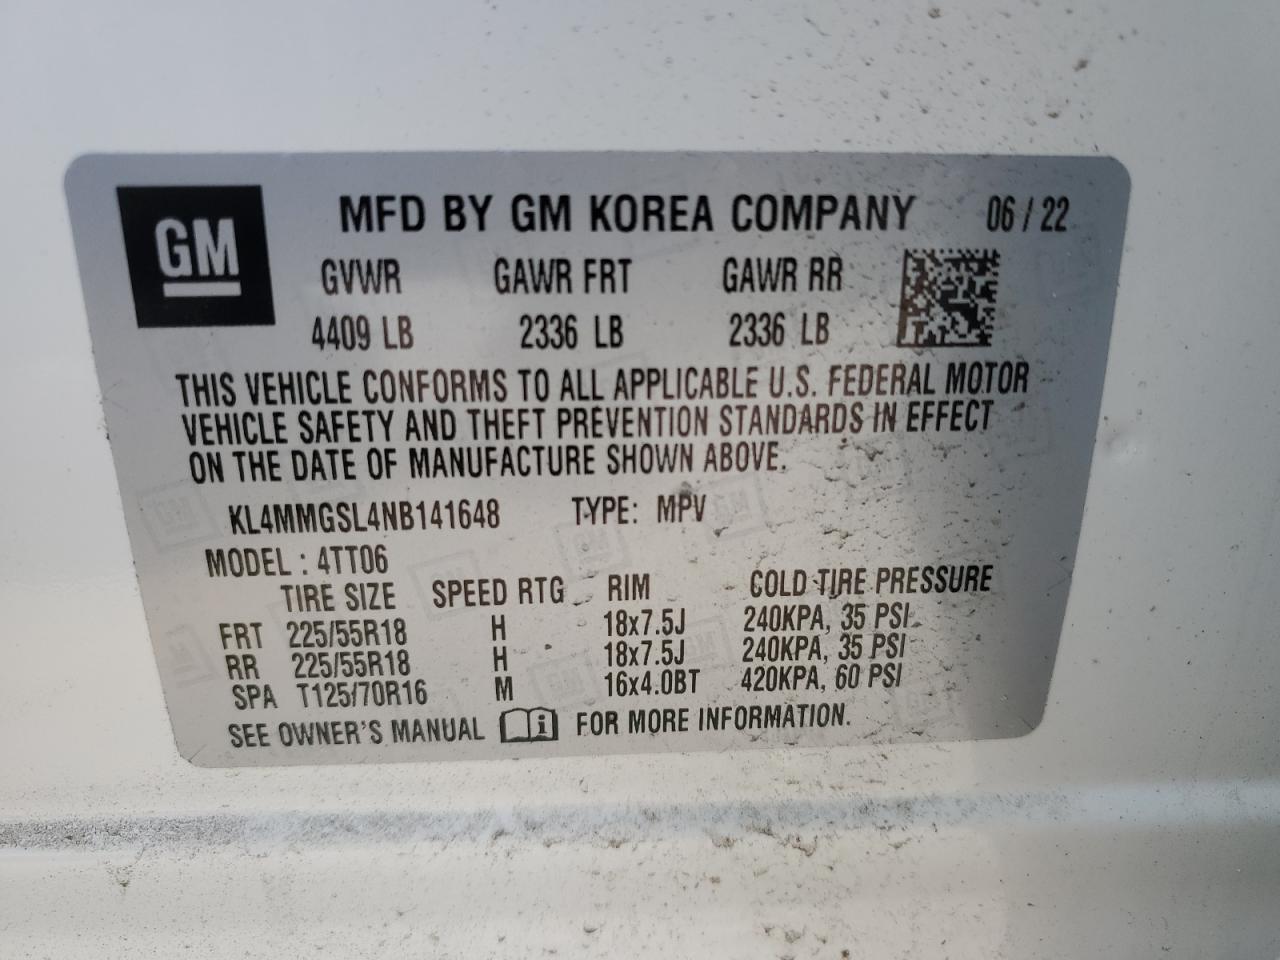 GM
MFD BY GM KOREA COMPANY 06 / 22
GVWR GAWR FRT GAWR RR
4409 LB 2336 LB 2336 LB
THIS VEHICLE CONFORMS TO ALL APPLICABLE U.S. FEDERAL MOTOR
VEHICLE SAFETY AND THEFT PREVENTION STANDARDS IN EFFECT
ON THE DATE OF MANUFACTURE SHOWN ABOVE.
KL4MMGSL4NB141648 TYPE: MPV
MODEL : 4TT06
TIRE SIZE SPEED RTG RIM COLD TIRE PRESSURE
FRT 225/55R18 H 18x7.5J 240KPA, 35 PSI
RR 225/55R18 H 18x7.5J 240KPA, 35 PSI
SPA T125/70R16 M 16x4.0BT 420KPA, 60 PSI
SEE OWNER'S MANUAL i FOR MORE INFORMATION.